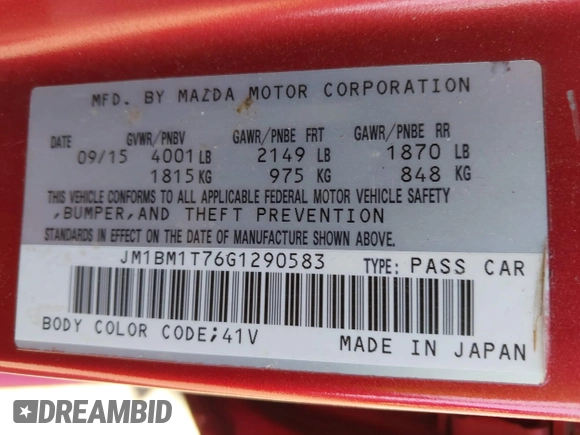 MFD. BY MAZDA MOTOR CORPORATION
DATE GVWR/PNBV GAWR/PNBE FRT GAWR/PNBE RR
09/15 4001 LB 2149 LB 1870 LB
1815 KG 975 KG 848 KG
THIS VEHICLE CONFORMS TO ALL APPLICABLE FEDERAL MOTOR VEHICLE SAFETY
,BUMPER,AND THEFT PREVENTION
STANDARDS IN EFFECT ON THE DATE OF MANUFACTURE SHOWN ABOVE.
JM1BM1T76G1290583 TYPE: PASS CAR
BODY COLOR CODE;41V MADE IN JAPAN
DREAMBID